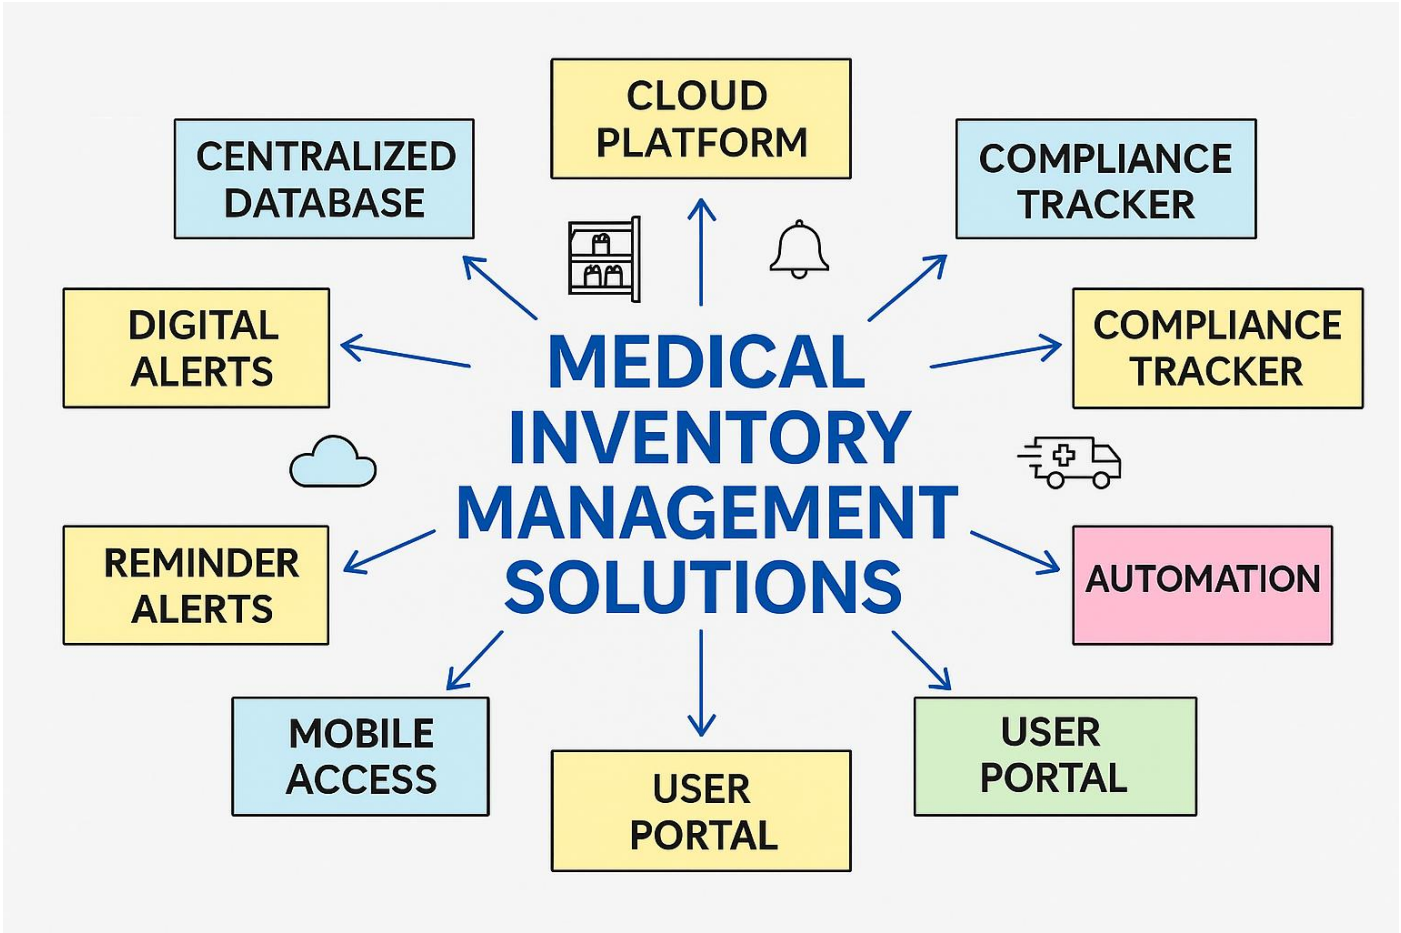 CLOUD
PLATFORM
CENTRALIZED
DATABASE
COMPLIANCE
TRACKER
DIGITAL
ALERTS
COMPLIANCE
TRACKER
MEDICAL
INVENTORY
MANAGEMENT
SOLUTIONS
REMINDER
ALERTS
AUTOMATION
MOBILE
ACCESS
USER
PORTAL
USER
PORTAL